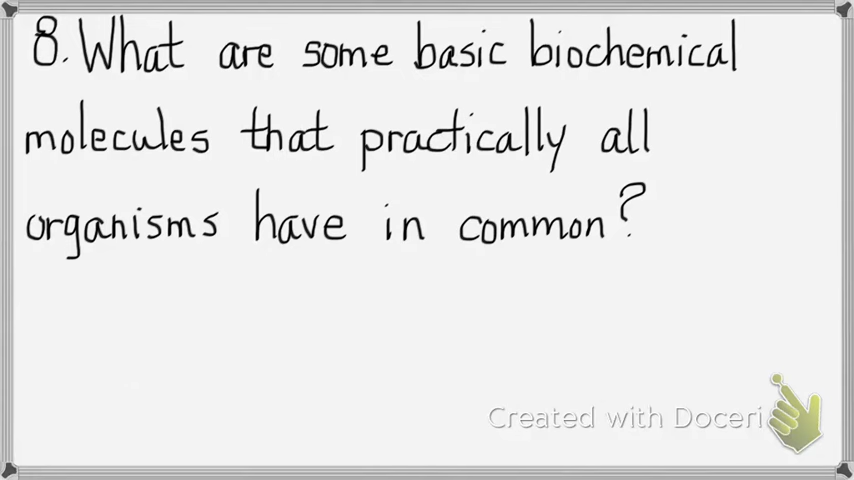 8. What are some basic biochemical
molecules that practically all
organisms have in common?
Created with Doceri